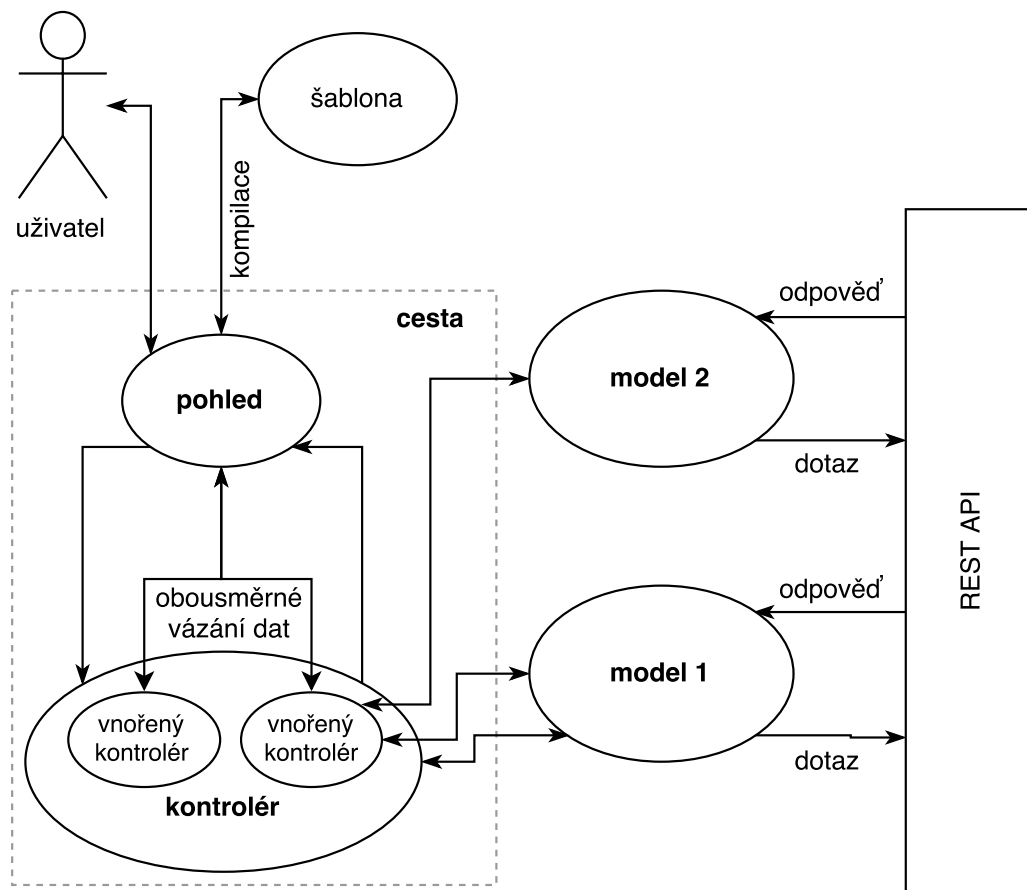 šablona
uživatel
kompilace
cesta
pohled
obousměrné
vázání dat
vnořený
kontrolér
vnořený
kontrolér
kontrolér
model 2
odpověď
dotaz
model 1
odpověď
dotaz
REST API